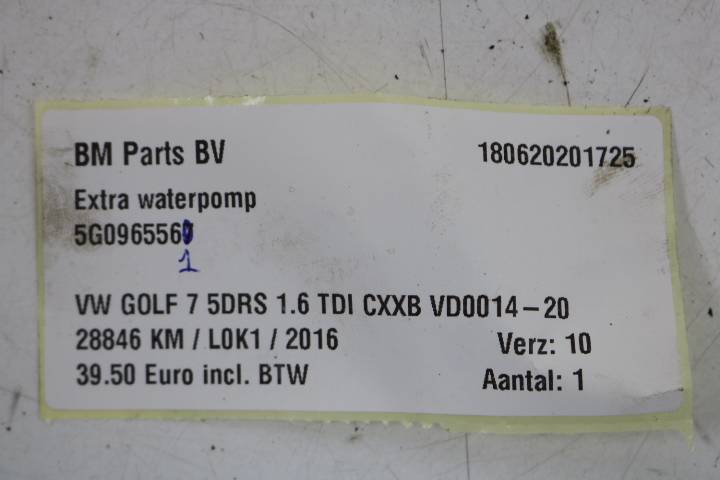 BM Parts BV 180620201725
Extra waterpomp
5G096556
1
VW GOLF 7 5DRS 1.6 TDI CXXB VD0014-20
28846 KM / L0K1 / 2016 Verz: 10
39.50 Euro incl. BTW Aantal: 1